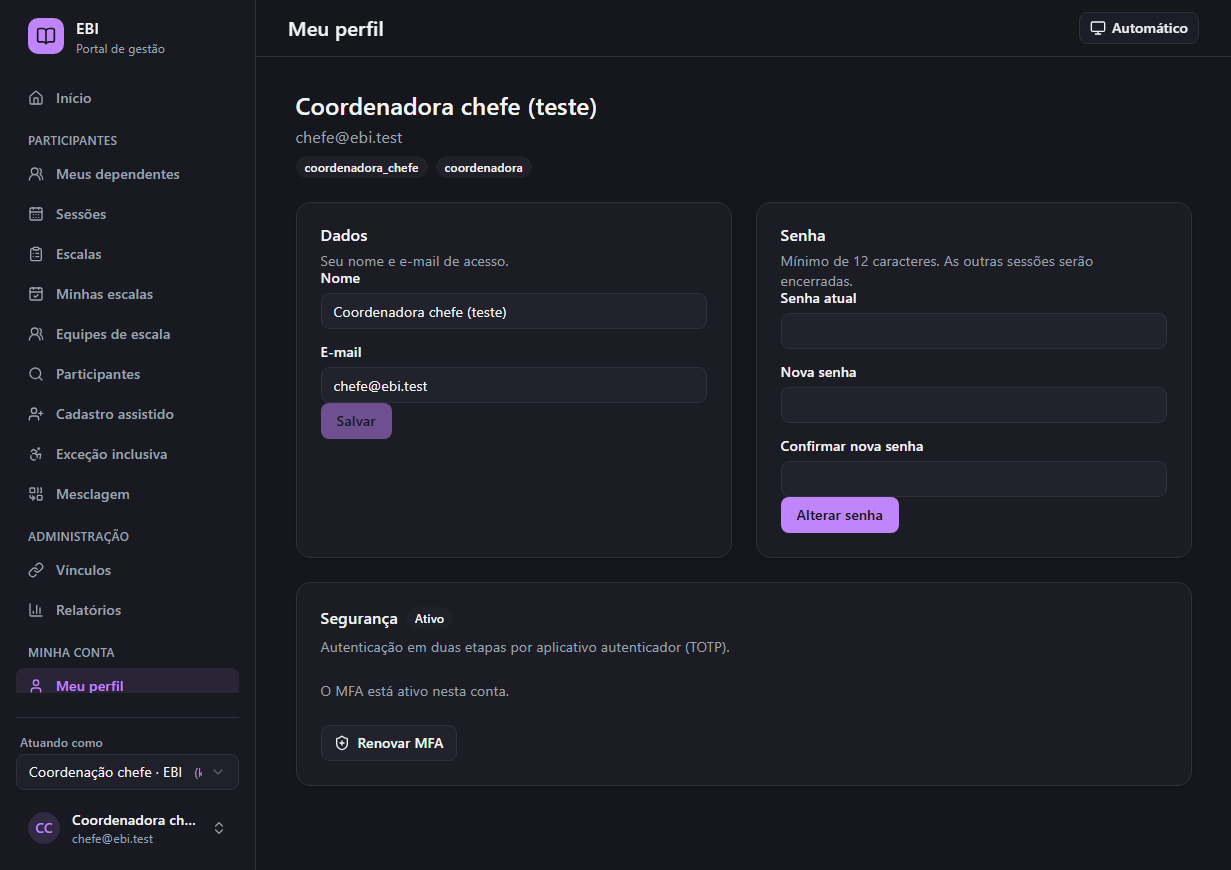 EBI
Portal de gestão
Início
PARTICIPANTES
Meus dependentes
Sessões
Escalas
Minhas escalas
Equipes de escala
Participantes
Cadastro assistido
Exceção inclusiva
Mesclagem
ADMINISTRAÇÃO
Vínculos
Relatórios
MINHA CONTA
Meu perfil
Atuando como
Coordenação chefe · EBI
CC
Coordenadora ch...
chefe@ebi.test
Meu perfil
Automático
Coordenadora chefe (teste)
chefe@ebi.test
coordenadora_chefe coordenadora
Dados
Seu nome e e-mail de acesso.
Nome
Coordenadora chefe (teste)
E-mail
chefe@ebi.test
Salvar
Senha
Mínimo de 12 caracteres. As outras sessões serão
encerradas.
Senha atual
Nova senha
Confirmar nova senha
Alterar senha
Segurança Ativo
Autenticação em duas etapas por aplicativo autenticador (TOTP).
O MFA está ativo nesta conta.
Renovar MFA